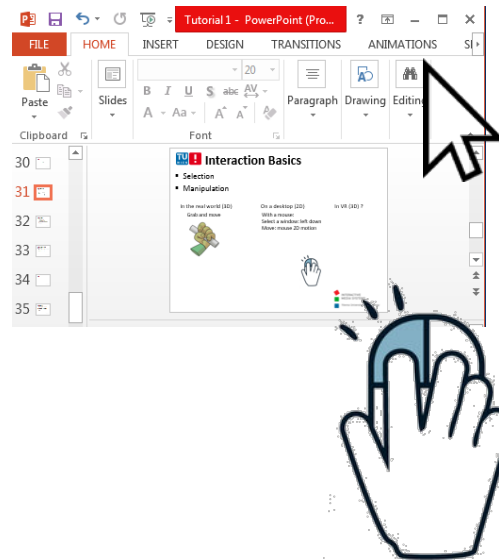 Tutorial 1 - PowerPoint (Pro... ?
FILE HOME INSERT DESIGN TRANSITIONS ANIMATIONS
20
Paste Slides B I U S abc AV Paragraph Drawing Editing
A Aa A A
Clipboard Font
30
31
32
33
34
35
TU Interaction Basics
Selection
Manipulation
In the real world (3D) On a desktop (2D) In VR (3D) ?
Grab and move With a mouse:
Select a window: left down
Move: mouse 2D motion